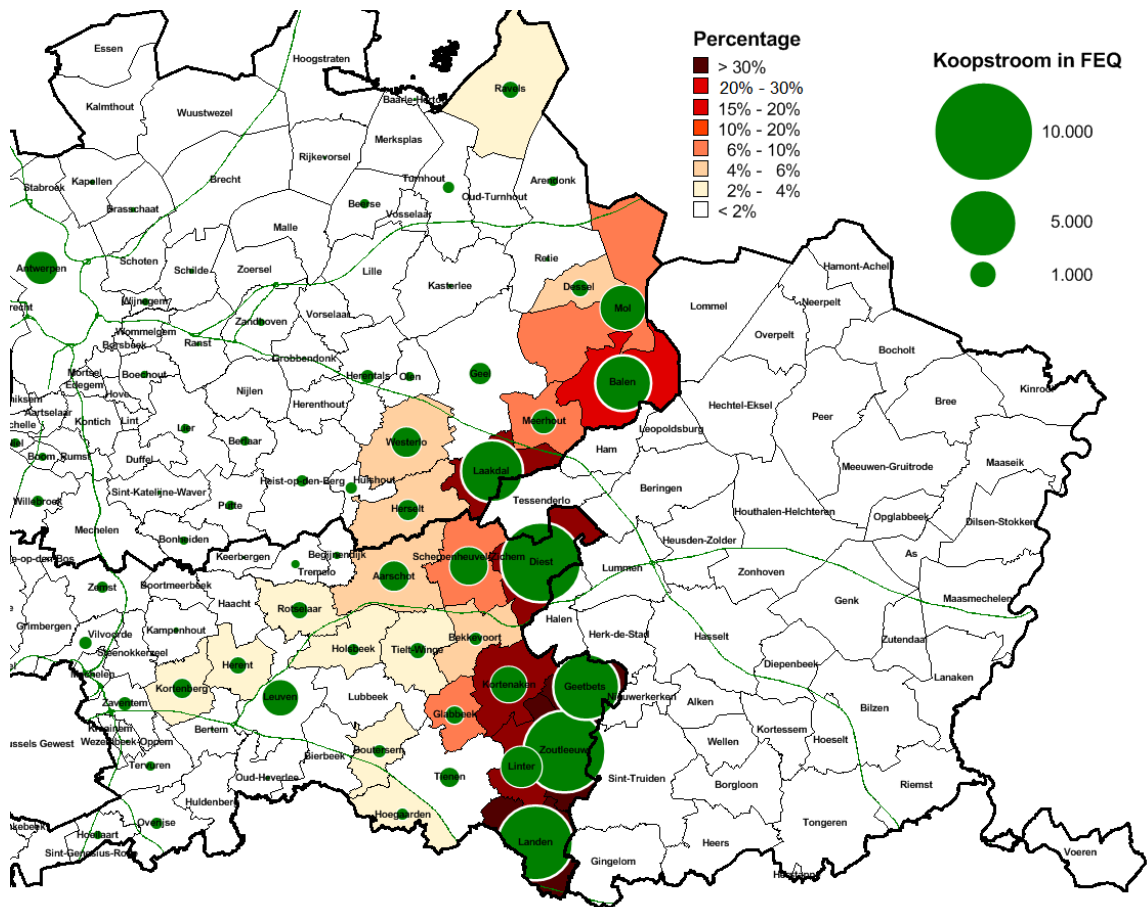 Percentage
> 30%
20% - 30%
15% - 20%
10% - 20%
6% - 10%
4% - 6%
2% - 4%
< 2%
Koopstroom in FEQ
10.000
5.000
1.000
Essen
Hoogstraten
Ravels
Kalmthout
Wuustwezel
Merksplas
Rijkevorsel
Turnhout
Kapellen
Stabroek
Brecht
Arendonk
Oud-Turnhout
Brasschaat
Beerse
Vosselaar
Malle
Hamont-Achel
Schoten
Antwerpen
Schilde
Zoersel
Lille
Retie
Kasterlee
Dessel
Lommel
Neerpelt
Wijnegem
Mol
Vorselaar
Zandhoven
Wommelgem
Overpelt
Borsbeek
Ranst
Bocholt
Grobbendonk
Mortsel
Boechout
Herentals
Olen
Geel
Balen
Edegem
Kinrooi
Hove
Nijlen
Herenthout
Hechtel-Eksel
Bree
Aartselaar
Kontich
Lint
Peer
Meerhout
Leopoldsburg
Lier
Berlaar
Westerlo
Ham
Boom
Rumst
Duffel
Meeuwen-Gruitrode
Maaseik
Laakdal
Heist-op-den-Berg
Hulshout
Beringen
Sint-Katelijne-Waver
Willebroek
Putte
Herselt
Tessenderlo
Houthalen-Helchteren
Opglabbeek
Dilsen-Stokkem
Mechelen
Bonheiden
Heusden-Zolder
Keerbergen
Begijnendijk
Scherpenheuvel-Zichem
As
Diest
Lummen
Tremelo
Aarschot
Zonhoven
Zemst
Boortmeerbeek
Haacht
Rotselaar
Genk
Maasmechelen
Halen
Grimbergen
Kampenhout
Vilvoorde
Herk-de-Stad
Hasselt
Zutendaal
Bekkevoort
Steenokkerzeel
Holsbeek
Tielt-Winge
Herent
Diepenbeek
Lanaken
Machelen
Kortenberg
Kortenaken
Geetbets
Leuven
Lubbeek
Nieuwerkerken
Zaventem
Alken
Bilzen
Glabbeek
Kraainem
Bertem
Kortessem
Wezembeek-Oppem
Wellen
Hoeselt
Boutersem
Zoutleeuw
Bierbeek
Tervuren
Linter
Oud-Heverlee
Tienen
Sint-Truiden
Borgloon
Riemst
Huldenberg
Hoegaarden
Tongeren
Overijse
Hoeilaart
Landen
Heers
Sint-Genesius-Rode
Gingelom
Voeren